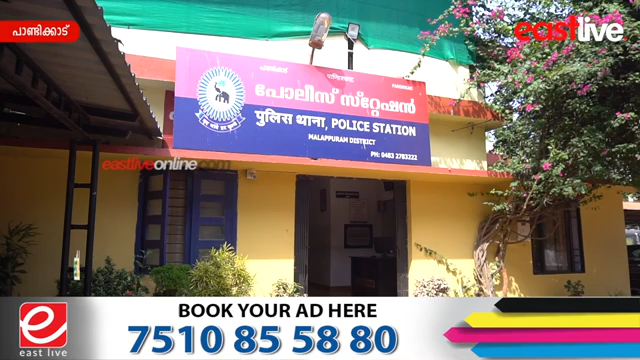 പാണ്ടിക്കാട്
eastlive
പാണ്ടിക്കാട്
PANDIKKAD
പോലീസ് സ്റ്റേഷൻ
पुलिस थाना, POLICE STATION
MALAPPURAM DISTRICT
PH: 0483 2783222
eastliveonline.com
BOOK YOUR AD HERE
7510 85 58 80
e
east live